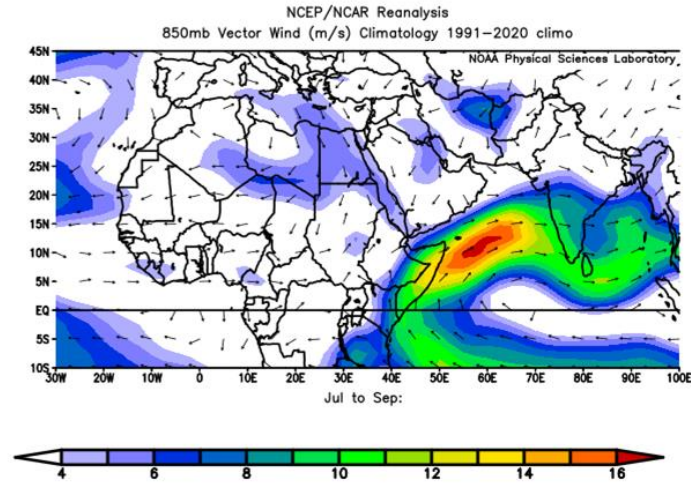 NCEP/NCAR Reanalysis
850mb Vector Wind (m/s) Climatology 1991-2020 climo
NOAA Physical Sciences Laboratory
45N
40N
35N
30N
25N
20N
15N
10N
5N
EQ
5S
10S
30W 20W 10W 0 10E 20E 30E 40E 50E 60E 70E 80E 90E 100E
Jul to Sep:
4 6 8 10 12 14 16